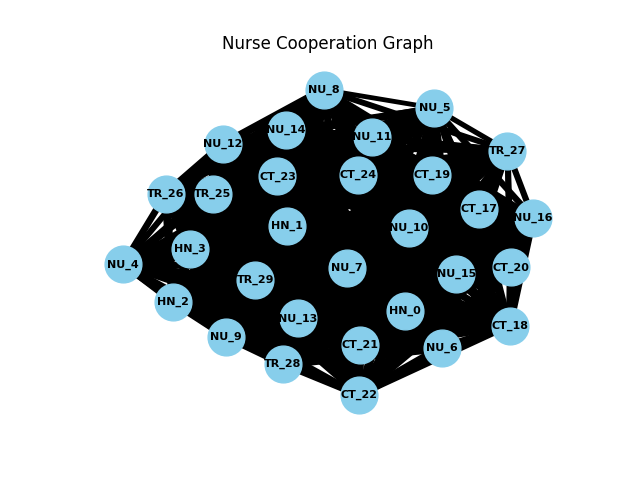 Nurse Cooperation Graph
NU_8
NU_5
NU_14
NU_11
NU_12
TR_27
CT_23
CT_24
CT_19
TR_26
TR_25
CT_17
NU_16
HN_1
NU_10
HN_3
NU_4
NU_7
CT_20
NU_15
TR_29
HN_2
HN_0
NU_13
CT_18
NU_9
CT_21
NU_6
TR_28
CT_22